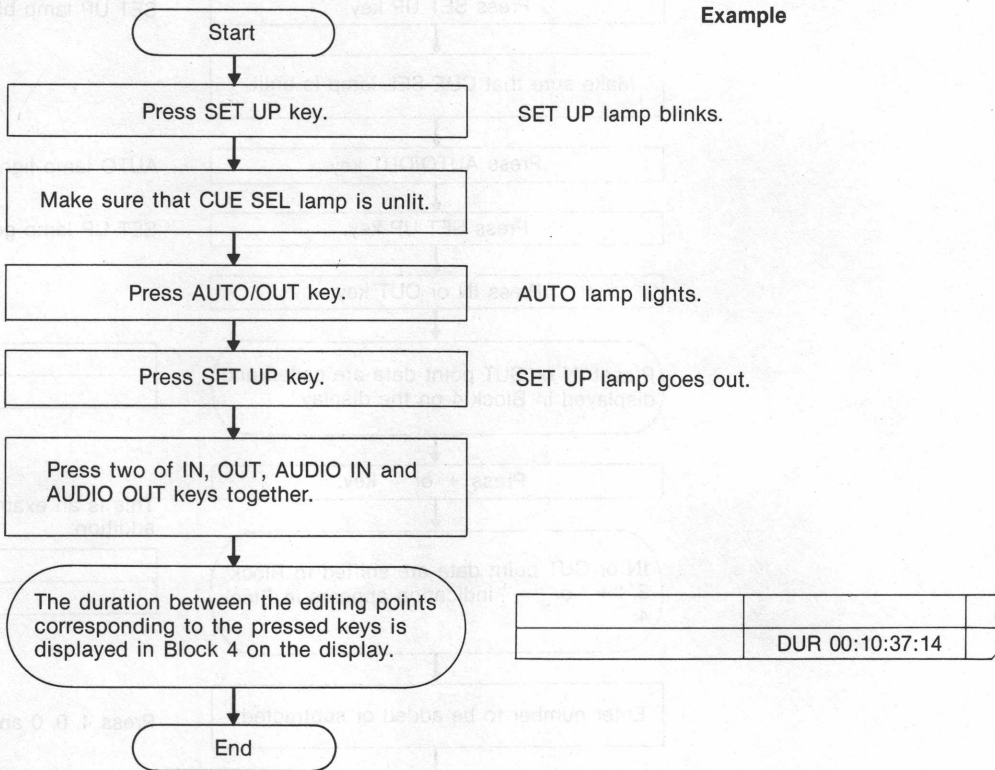 Example
Start
Press SET UP key.
SET UP lamp blinks.
Make sure that CUE SEL lamp is unlit.
Press AUTO/OUT key.
AUTO lamp lights.
Press SET UP key.
SET UP lamp goes out.
Press two of IN, OUT, AUDIO IN and
AUDIO OUT keys together.
The duration between the editing points
corresponding to the pressed keys is
displayed in Block 4 on the display.
DUR 00:10:37:14
End